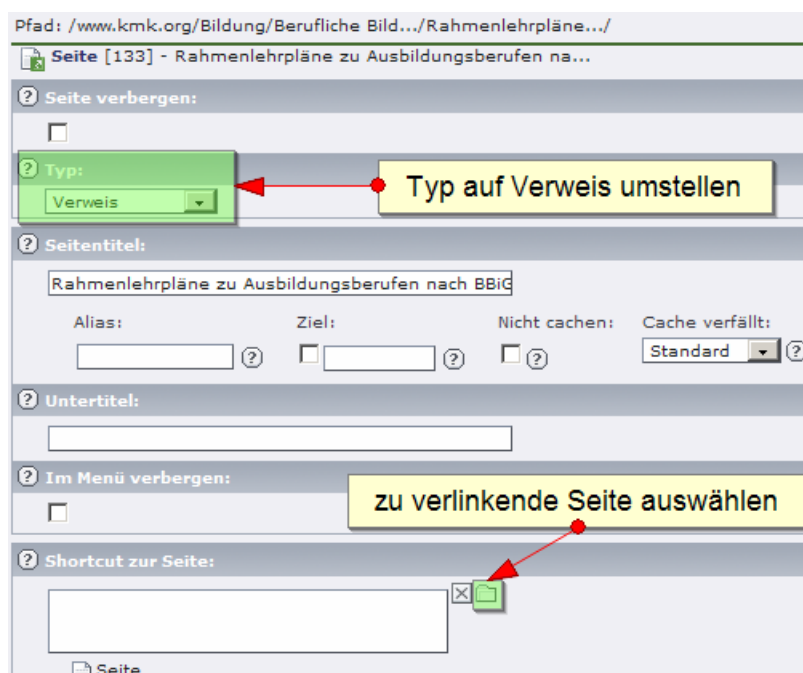 Pfad: /www.kmk.org/Bildung/Berufliche Bild.../Rahmenlehrpläne.../
Seite [133] - Rahmenlehrpläne zu Ausbildungsberufen na...
Seite verbergen:
Typ:
Verweis
Typ auf Verweis umstellen
Seitentitel:
Rahmenlehrpläne zu Ausbildungsberufen nach BBiG
Alias: Ziel: Nicht cachen: Cache verfällt:
Standard
Untertitel:
Im Menü verbergen:
zu verlinkende Seite auswählen
Shortcut zur Seite:
Seite